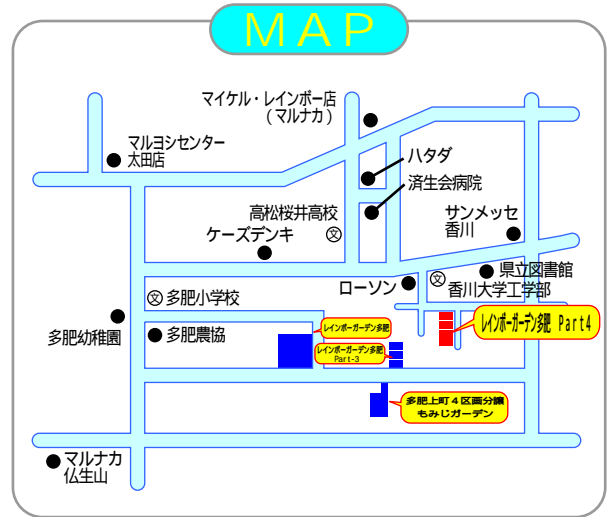 MAP
マイケル・レインボー店
(マルナカ)
マルヨシセンター
太田店
ハタダ
済生会病院
高松桜井高校
文
ケーズデンキ
サンメッセ
香川
県立図書館
文
香川大学工学部
ローソン
文 多肥小学校
多肥幼稚園
多肥農協
レインボーガーデン多肥
レインボーガーデン多肥
Part-3
レインボーガーデン多肥 Part4
多肥上町4区画分譲
もみじガーデン
マルナカ
仏生山